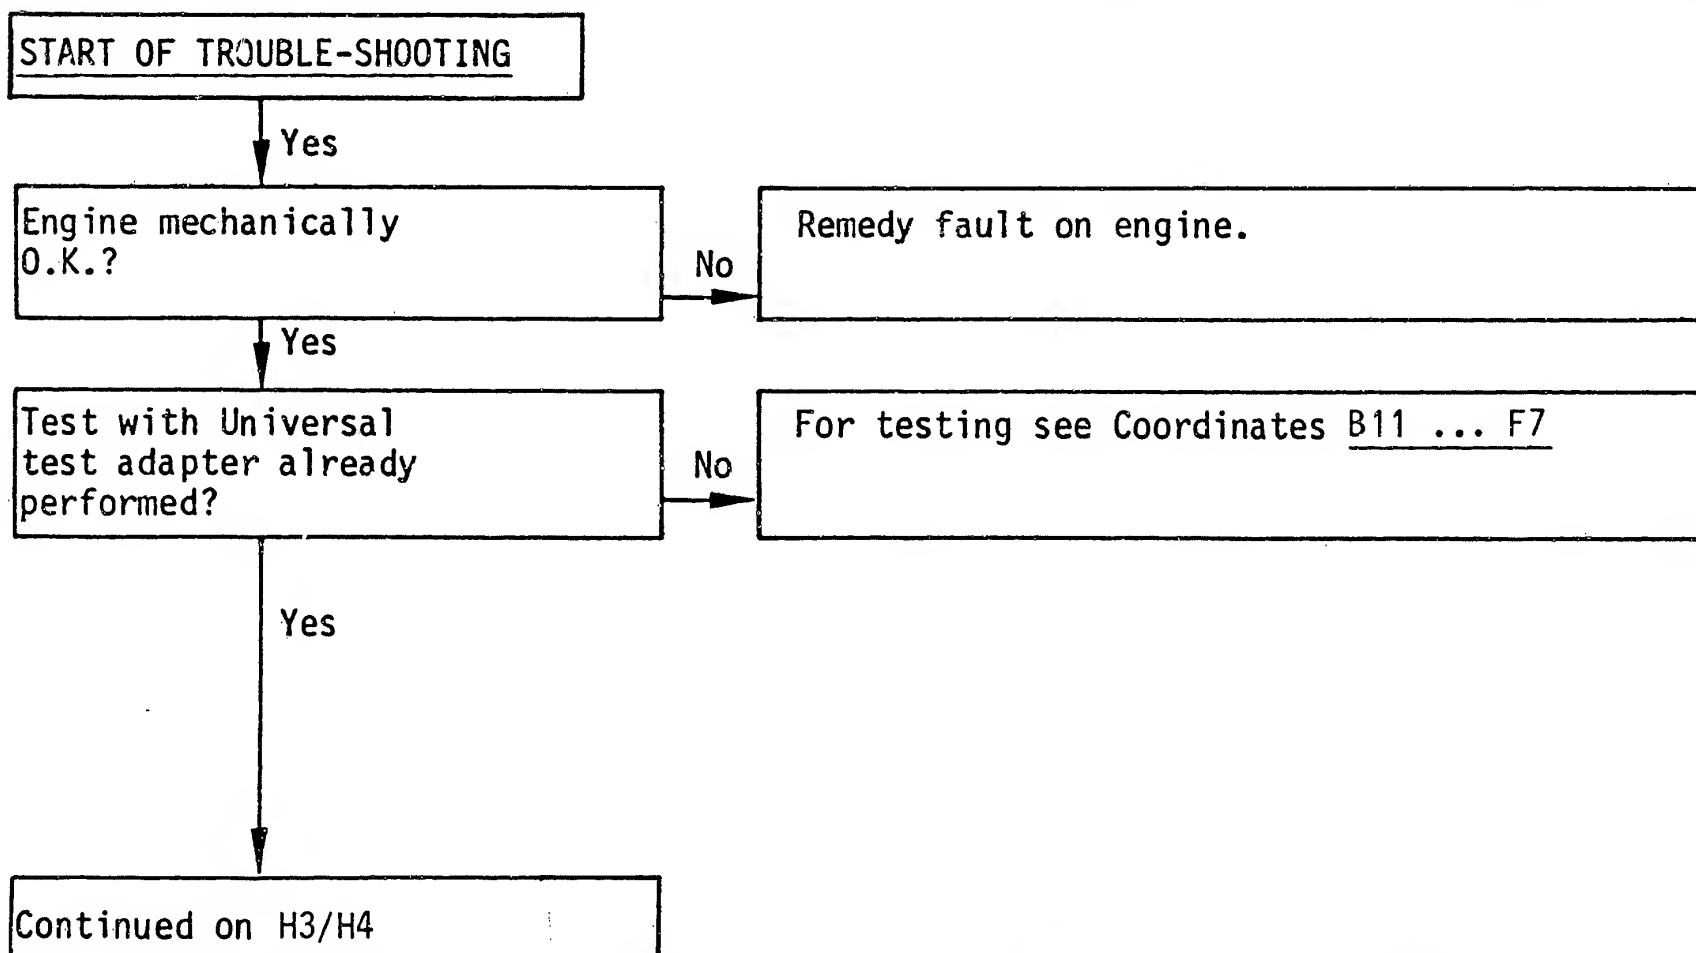 START OF TROUBLE-SHOOTING
Yes
Engine mechanically
O.K.?
No
Remedy fault on engine.
Yes
Test with Universal
test adapter already
performed?
No
For testing see Coordinates B11 ... F7
Yes
Continued on H3/H4